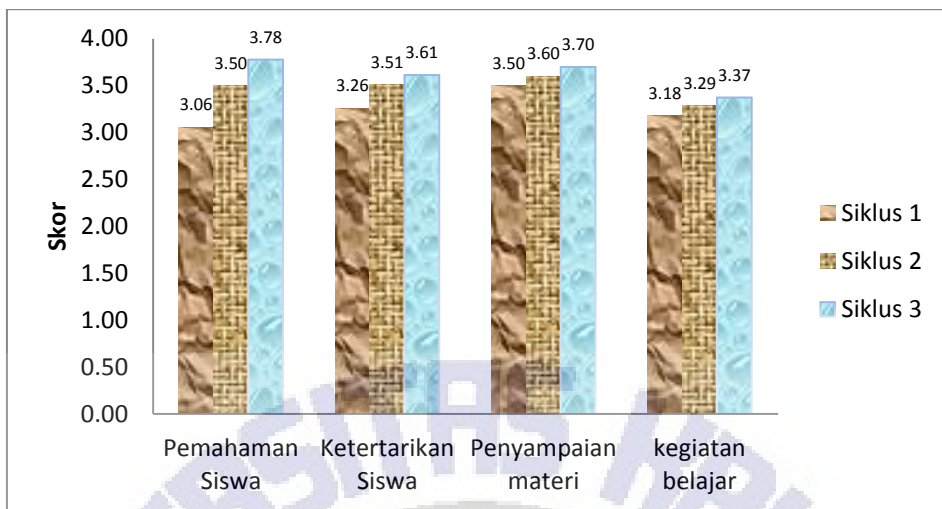 4.00
3.50
3.00
2.50
2.00
1.50
1.00
0.50
0.00
Skor
3.06 3.50 3.78
3.26 3.51 3.61
3.50 3.60 3.70
3.18 3.29 3.37
Pemahaman
Siswa
Ketertarikan
Siswa
Penyampaian
materi
kegiatan
belajar
Siklus 1
Siklus 2
Siklus 3